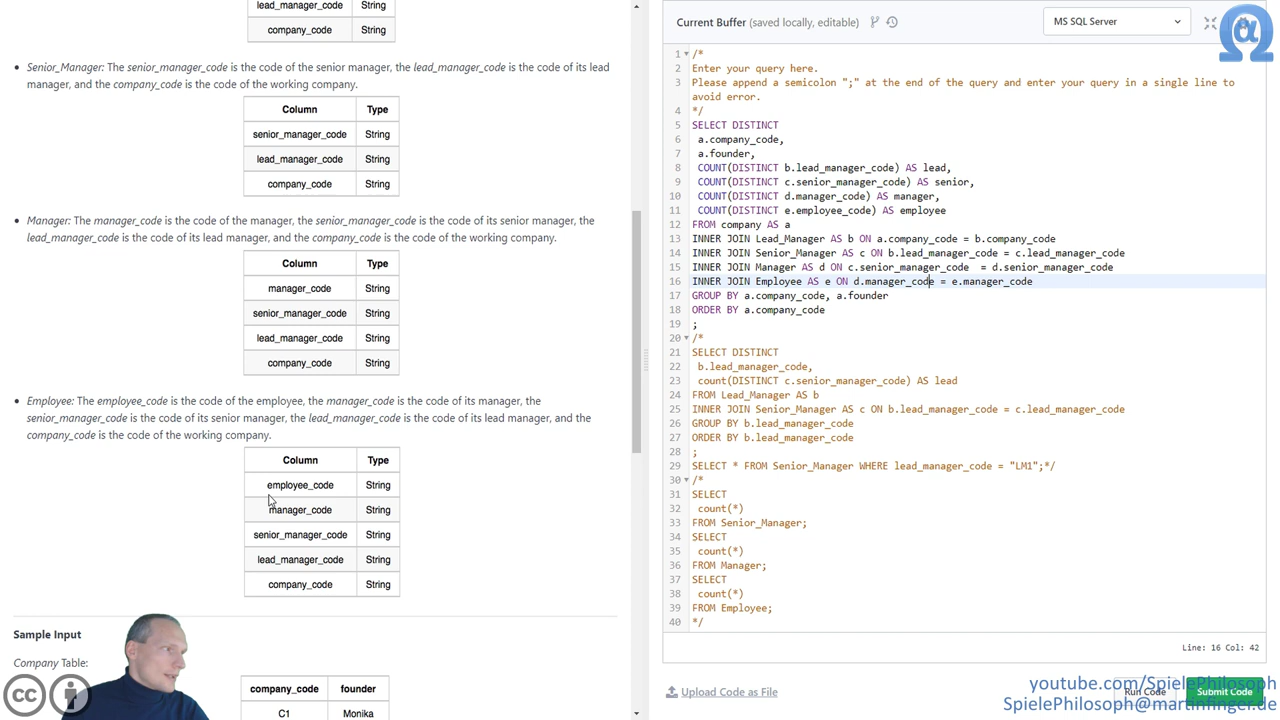 lead_manager_code String
company_code String
• Senior_Manager: The senior_manager_code is the code of the senior manager, the lead_manager_code is the code of its lead
manager, and the company_code is the code of the working company.
Column Type
senior_manager_code String
lead_manager_code String
company_code String
• Manager: The manager_code is the code of the manager, the senior_manager_code is the code of its senior manager, the
lead_manager_code is the code of its lead manager, and the company_code is the code of the working company.
Column Type
manager_code String
senior_manager_code String
lead_manager_code String
company_code String
• Employee: The employee_code is the code of the employee, the manager_code is the code of its manager, the
senior_manager_code is the code of its senior manager, the lead_manager_code is the code of its lead manager, and the
company_code is the code of the working company.
Column Type
employee_code String
manager_code String
senior_manager_code String
lead_manager_code String
company_code String
Sample Input
Company Table:
company_code founder
C1 Monika
cc
Current Buffer (saved locally, editable)
MS SQL Server
1 /*
2 Enter your query here.
3 Please append a semicolon ";" at the end of the query and enter your query in a single line to
avoid error.
4 */
5 SELECT DISTINCT
6 a.company_code,
7 a.founder,
8 COUNT(DISTINCT b.lead_manager_code) AS lead,
9 COUNT(DISTINCT c.senior_manager_code) AS senior,
10 COUNT(DISTINCT d.manager_code) AS manager,
11 COUNT(DISTINCT e.employee_code) AS employee
12 FROM company AS a
13 INNER JOIN Lead_Manager AS b ON a.company_code = b.company_code
14 INNER JOIN Senior_Manager AS c ON b.lead_manager_code = c.lead_manager_code
15 INNER JOIN Manager AS d ON c.senior_manager_code  = d.senior_manager_code
16 INNER JOIN Employee AS e ON d.manager_code = e.manager_code
17 GROUP BY a.company_code, a.founder
18 ORDER BY a.company_code
19 ;
20 /*
21 SELECT DISTINCT
22 b.lead_manager_code,
23 count(DISTINCT c.senior_manager_code) AS lead
24 FROM Lead_Manager AS b
25 INNER JOIN Senior_Manager AS c ON b.lead_manager_code = c.lead_manager_code
26 GROUP BY b.lead_manager_code
27 ORDER BY b.lead_manager_code
28 ;
29 SELECT * FROM Senior_Manager WHERE lead_manager_code = "LM1";*/
30 /*
31 SELECT
32 count(*)
33 FROM Senior_Manager;
34 SELECT
35 count(*)
36 FROM Manager;
37 SELECT
38 count(*)
39 FROM Employee;
40 */
Line: 16 Col: 42
Upload Code as File
Run Code
Submit Code
youtube.com/SpielePhilosoph
SpielePhilosoph@martinfinger.de